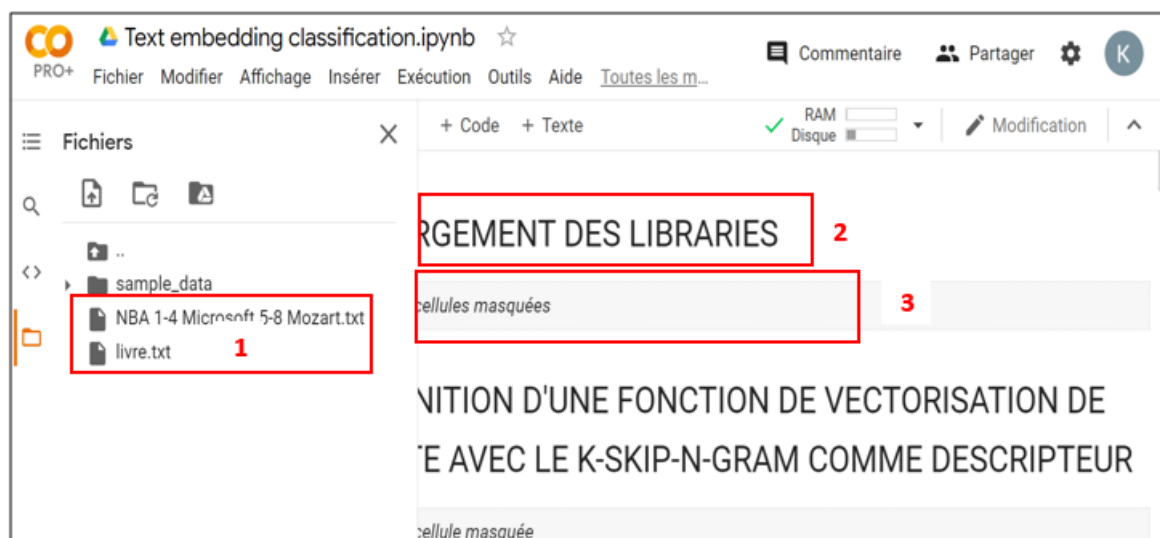 CO Text embedding classification.ipynb
PRO+ Fichier Modifier Affichage Insérer Exécution Outils Aide Toutes les m...
Commentaire Partager K
Fichiers
+ Code + Texte
RAM
Disque
Modification
..
sample_data
NBA 1-4 Microsoft 5-8 Mozart.txt
livre.txt
1
RGEMENT DES LIBRARIES
2
cellules masquées
3
NITION D'UNE FONCTION DE VECTORISATION DE
TE AVEC LE K-SKIP-N-GRAM COMME DESCRIPTEUR
cellule masquée